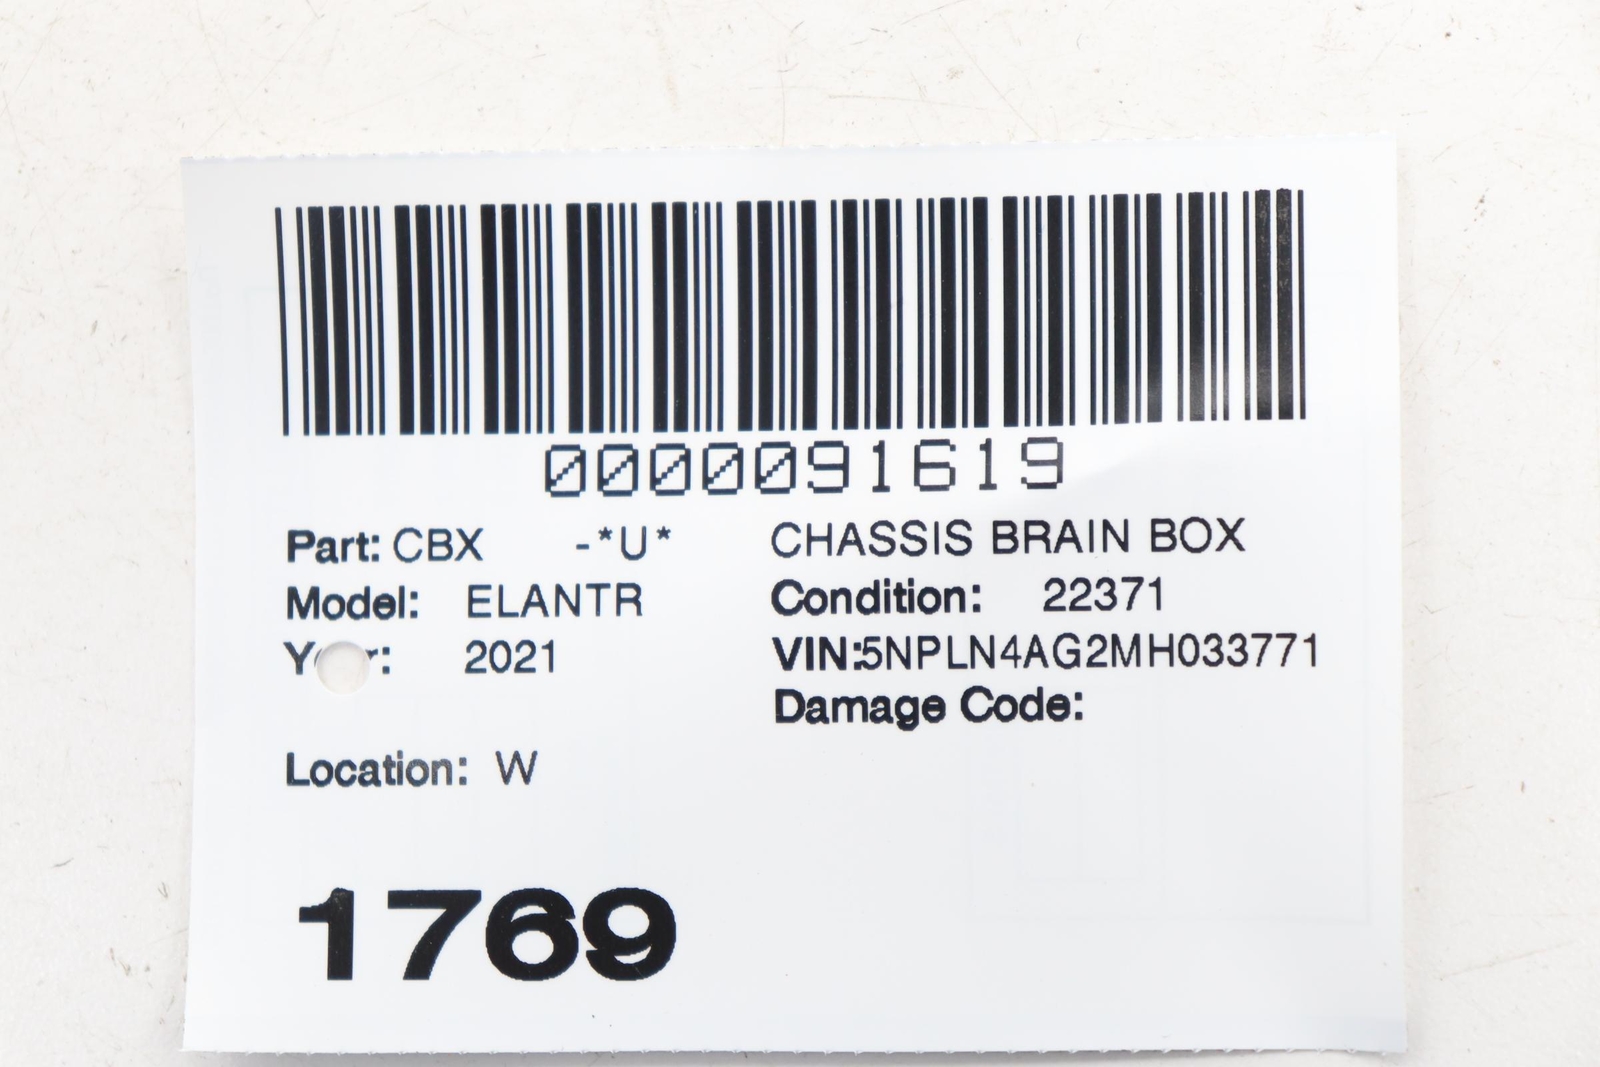 0000091619
Part: CBX -*U* CHASSIS BRAIN BOX
Model: ELANTR Condition: 22371
2021 VIN:5NPLN4AG2MH033771
Damage Code:
Location: W
1769